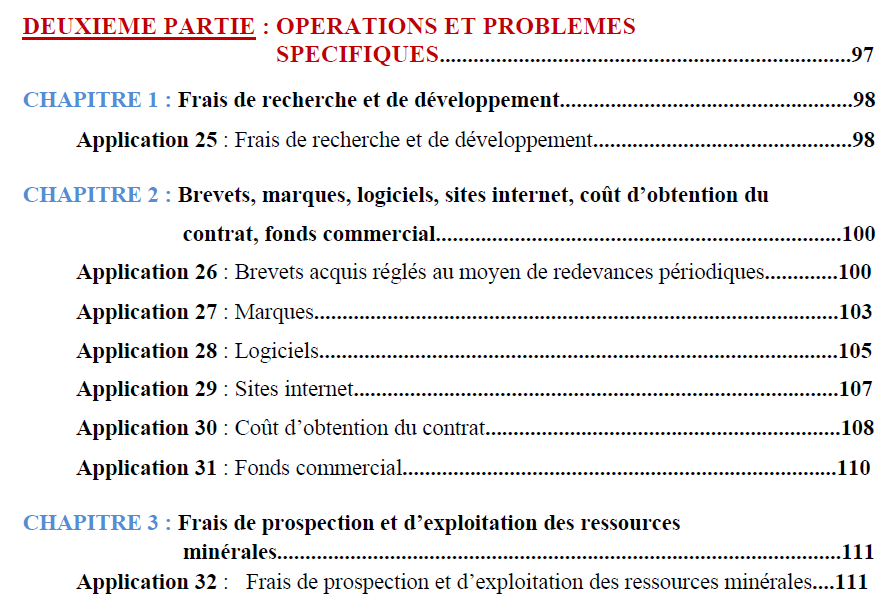 DEUXIEME PARTIE : OPERATIONS ET PROBLEMES
SPECIFIQUES....................................................................97
CHAPITRE 1 : Frais de recherche et de développement................................................98
Application 25 : Frais de recherche et de développement...........................................98
CHAPITRE 2 : Brevets, marques, logiciels, sites internet, coût d’obtention du
contrat, fonds commercial....................................................................100
Application 26 : Brevets acquis réglés au moyen de redevances périodiques.............100
Application 27 : Marques.......................................................................................103
Application 28 : Logiciels......................................................................................105
Application 29 : Sites internet................................................................................107
Application 30 : Coût d’obtention du contrat............................................................108
Application 31 : Fonds commercial.........................................................................110
CHAPITRE 3 : Frais de prospection et d’exploitation des ressources
minérales...............................................................................................111
Application 32 : Frais de prospection et d’exploitation des ressources minérales....111